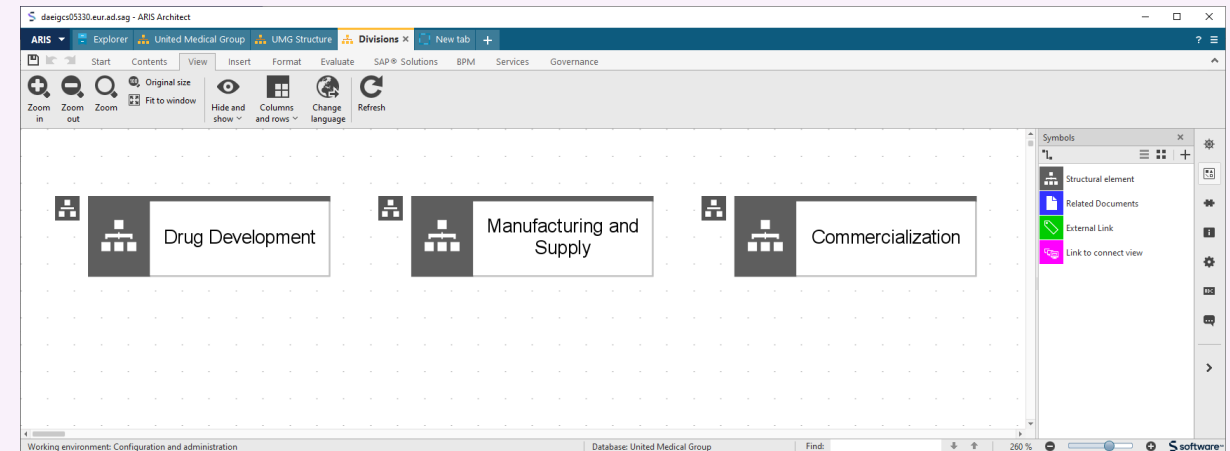 daeigcs05330.eur.ad.sag - ARIS Architect
ARIS Explorer United Medical Group UMG Structure Divisions New tab
Start Contents View Insert Format Evaluate SAP® Solutions BPM Services Governance
Zoom in
Zoom out
Zoom
Original size
Fit to window
Hide and show
Columns and rows
Change language
Refresh
Drug Development
Manufacturing and
Supply
Commercialization
Symbols
Structural element
Related Documents
External Link
Link to connect view
Working environment: Configuration and administration
Database: United Medical Group
Find:
260 %
software